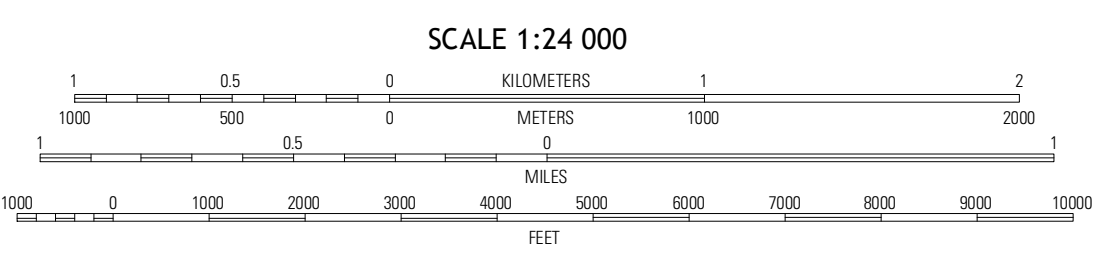 SCALE 1:24 000
1 0.5 0 KILOMETERS 1 2
1000 500 0 METERS 1000 2000
1 0.5 0 1
MILES
1000 0 1000 2000 3000 4000 5000 6000 7000 8000 9000 10000
FEET